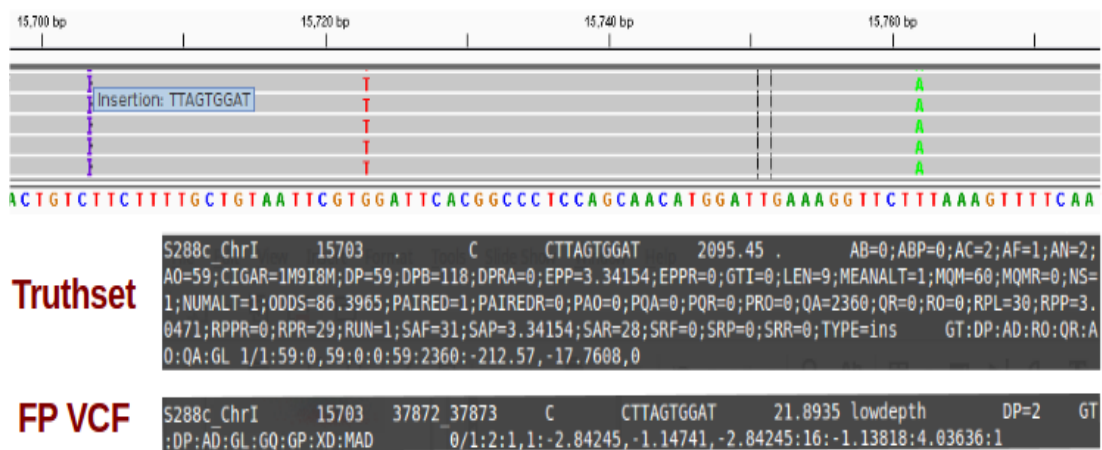 15,700 bp 15,720 bp 15,740 bp 15,760 bp
T A
Insertion: TTAGTGGAT
T A
T A
T A
T A
ACTGTCTTCTTTTGCTGTAATTCGTGGATTCACGGCCCTCCAGCAACATGGATTGAAAGGTTCTTTAAAGTTTTCAA
Truthset
S288c_ChrI 15703 . C CTTAGTGGAT 2095.45 . AB=0;ABP=0;AC=2;AF=1;AN=2;
AO=59;CIGAR=1M9I8M;DP=59;DPB=118;DPRA=0;EPP=3.34154;EPPR=0;GTI=0;LEN=9;MEANALT=1;MQM=60;MQMR=0;NS=
1;NUMALT=1;ODDS=86.3965;PAIRED=1;PAIREDR=0;PAO=0;PQA=0;PQR=0;PRO=0;QA=2360;QR=0;RO=0;RPL=30;RPP=3.
0471;RPPR=0;RPR=29;RUN=1;SAF=31;SAP=3.34154;SAR=28;SRF=0;SRP=0;SRR=0;TYPE=ins GT:DP:AD:RO:QR:A
O:QA:GL 1/1:59:0,59:0:0:59:2360:-212.57,-17.7608,0
FP VCF
S288c_ChrI 15703 37872_37873 C CTTAGTGGAT 21.8935 lowdepth DP=2 GT
:DP:AD:GL:GQ:GP:XD:MAD 0/1:2:1,1:-2.84245,-1.14741,-2.84245:16:-1.13818:4.03636:1